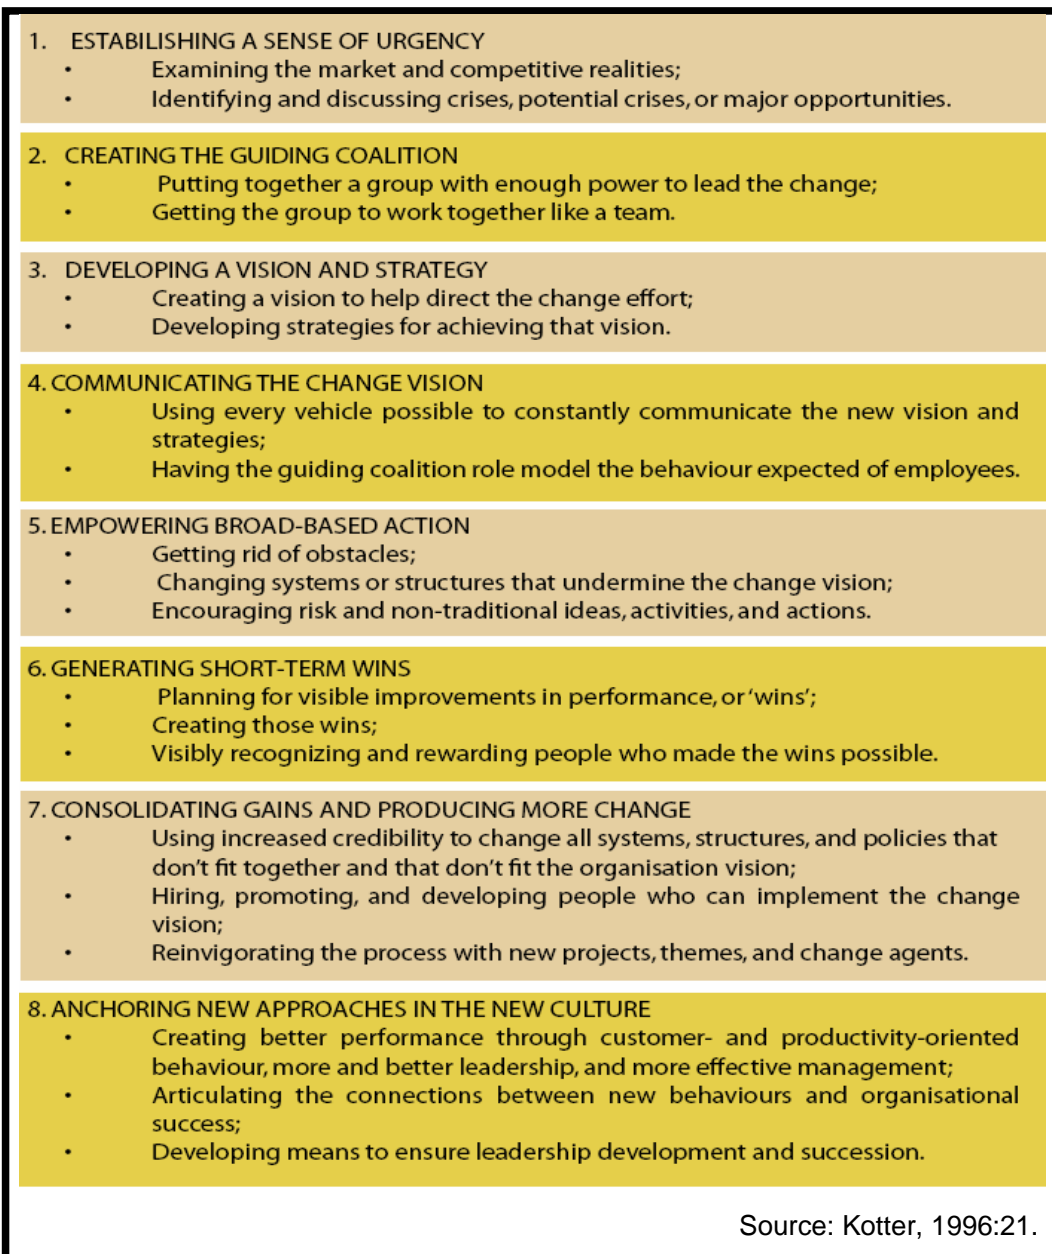 1. ESTABILISHING A SENSE OF URGENCY
• Examining the market and competitive realities;
• Identifying and discussing crises, potential crises, or major opportunities.
2. CREATING THE GUIDING COALITION
• Putting together a group with enough power to lead the change;
• Getting the group to work together like a team.
3. DEVELOPING A VISION AND STRATEGY
• Creating a vision to help direct the change effort;
• Developing strategies for achieving that vision.
4. COMMUNICATING THE CHANGE VISION
• Using every vehicle possible to constantly communicate the new vision and
strategies;
• Having the guiding coalition role model the behaviour expected of employees.
5. EMPOWERING BROAD-BASED ACTION
• Getting rid of obstacles;
• Changing systems or structures that undermine the change vision;
• Encouraging risk and non-traditional ideas, activities, and actions.
6. GENERATING SHORT-TERM WINS
• Planning for visible improvements in performance, or ‘wins’;
• Creating those wins;
• Visibly recognizing and rewarding people who made the wins possible.
7. CONSOLIDATING GAINS AND PRODUCING MORE CHANGE
• Using increased credibility to change all systems, structures, and policies that
don’t fit together and that don’t fit the organisation vision;
• Hiring, promoting, and developing people who can implement the change
vision;
• Reinvigorating the process with new projects, themes, and change agents.
8. ANCHORING NEW APPROACHES IN THE NEW CULTURE
• Creating better performance through customer- and productivity-oriented
behaviour, more and better leadership, and more effective management;
• Articulating the connections between new behaviours and organisational
success;
• Developing means to ensure leadership development and succession.
Source: Kotter, 1996:21.